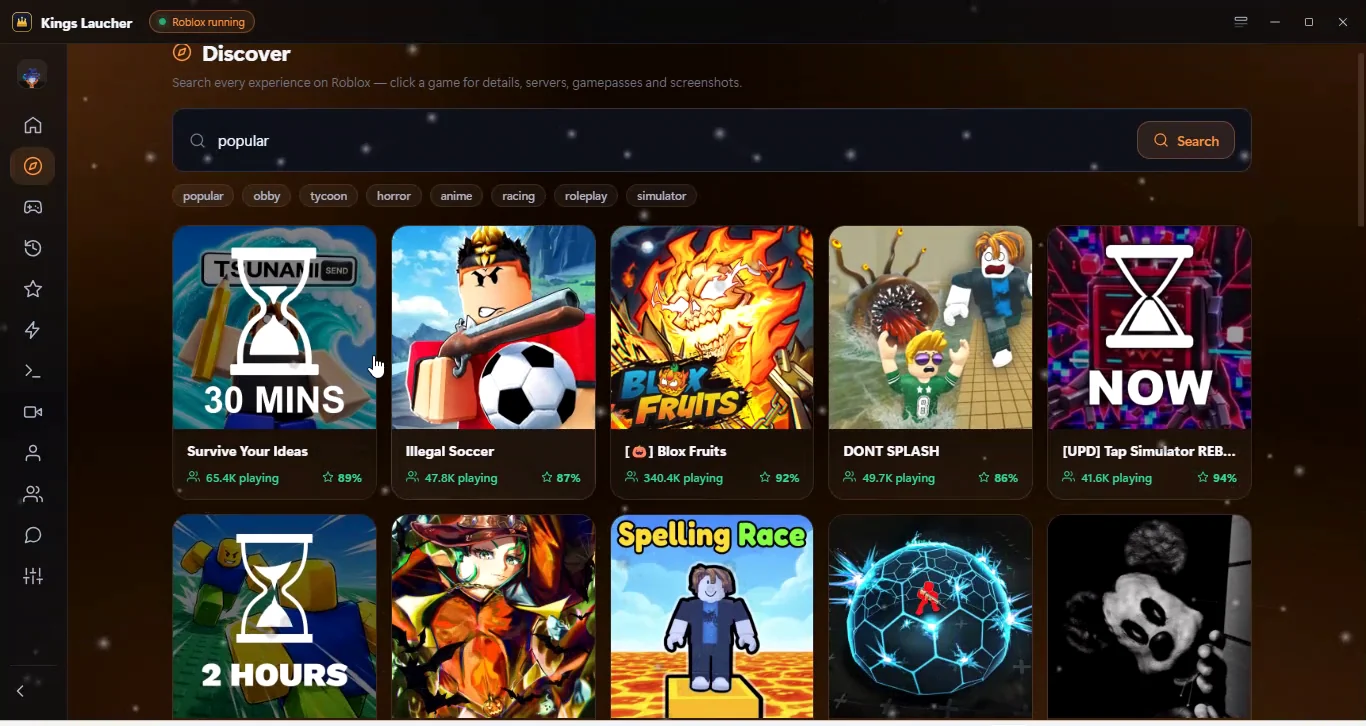 Kings Laucher
Roblox running
Discover
Search every experience on Roblox — click a game for details, servers, gamepasses and screenshots.
popular
Search
popular
obby
tycoon
horror
anime
racing
roleplay
simulator
TSUNAMI
SEND
30 MINS
BLOX
FRUITS
8
NOW
Survive Your Ideas
65.4K playing
89%
Illegal Soccer
47.8K playing
87%
[🎃] Blox Fruits
340.4K playing
92%
DONT SPLASH
49.7K playing
86%
[UPD] Tap Simulator REB...
41.6K playing
94%
2 HOURS
Spelling Race